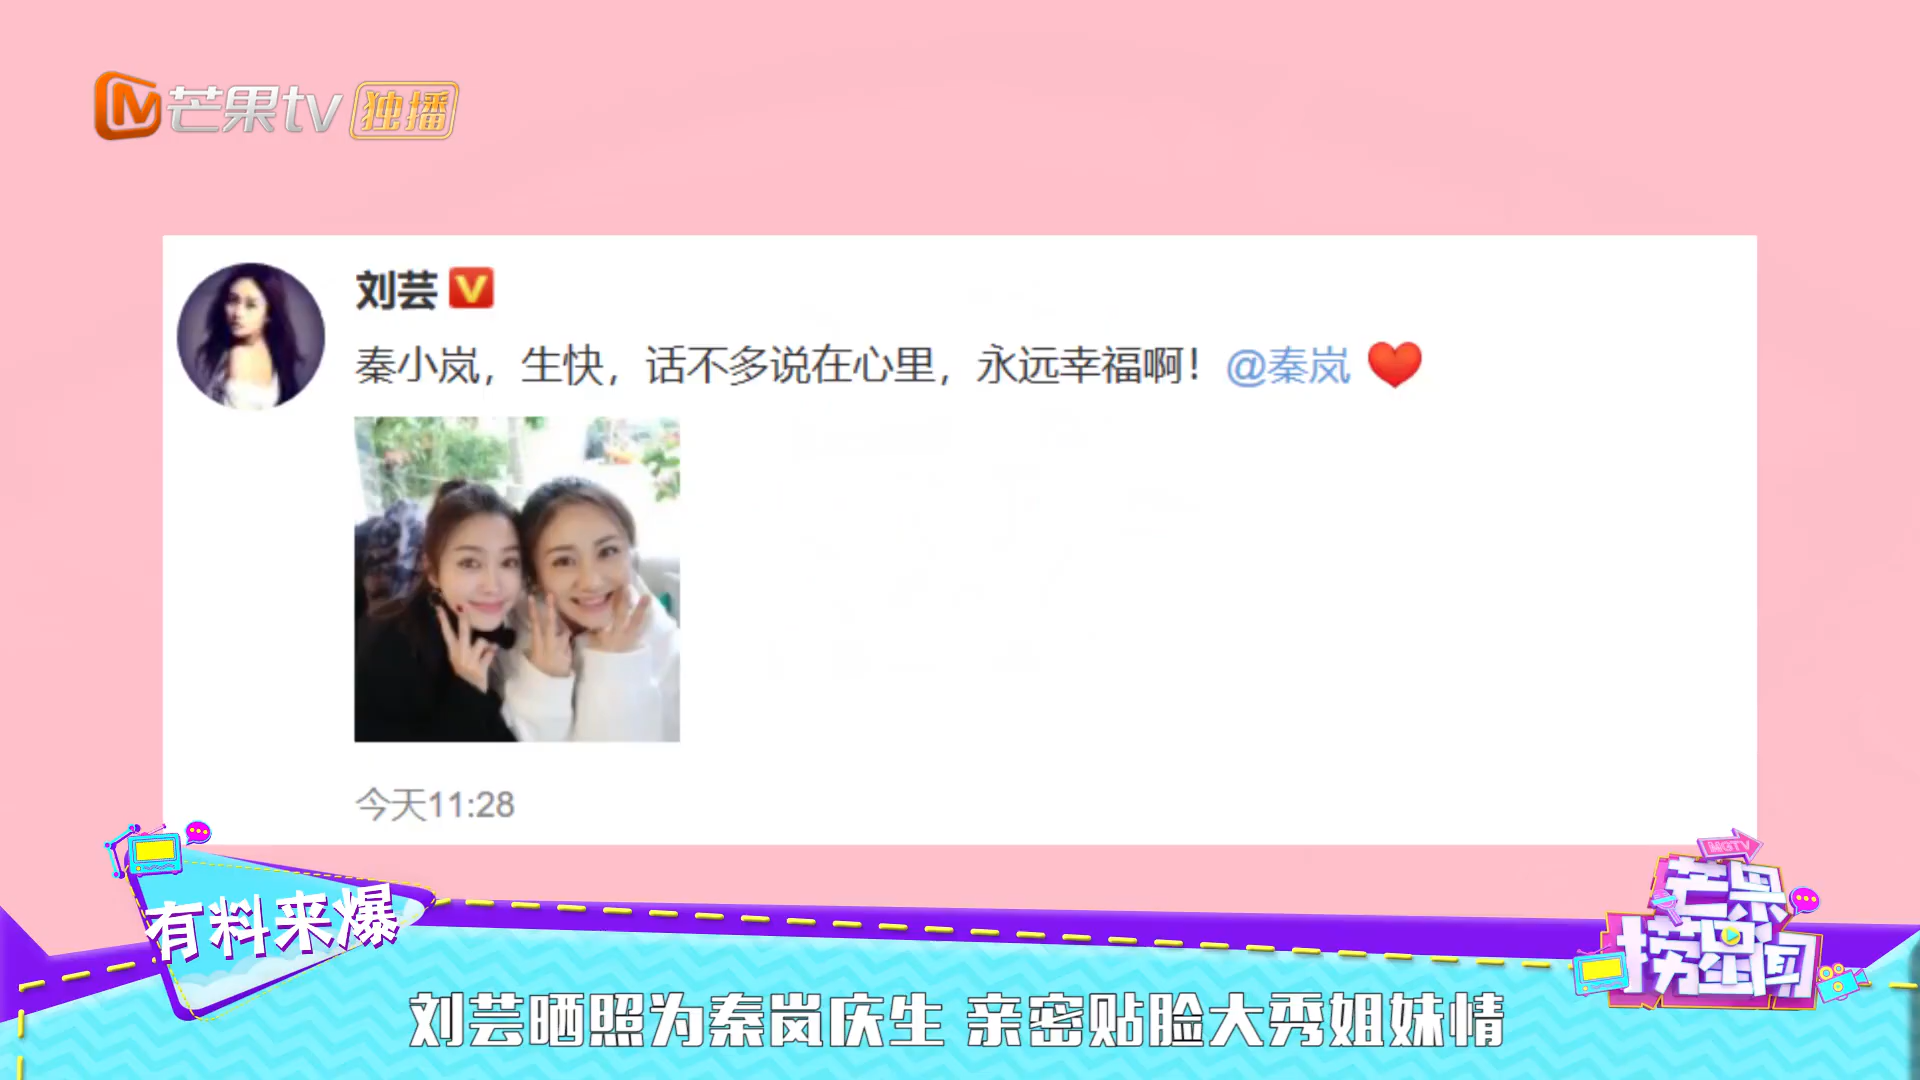 芒果tv 独播
刘芸
秦小岚，生快，话不多说在心里，永远幸福啊！@秦岚
今天11:28
MGTV
有料来爆
芒果
捞星闻
刘芸晒照为秦岚庆生 亲密贴脸大秀姐妹情